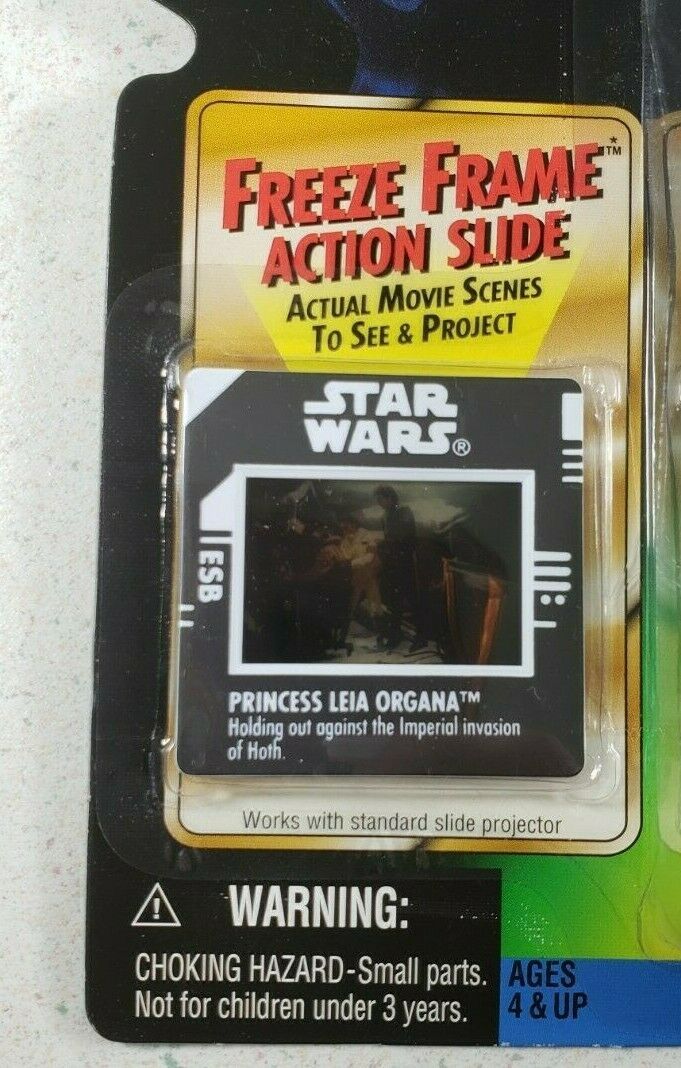 FREEZE FRAME™*
ACTION SLIDE
ACTUAL MOVIE SCENES
TO SEE & PROJECT
STAR
WARS®
ESB
PRINCESS LEIA ORGANA™
Holding out against the Imperial invasion
of Hoth.
Works with standard slide projector
WARNING:
CHOKING HAZARD-Small parts.
Not for children under 3 years.
AGES
4 & UP